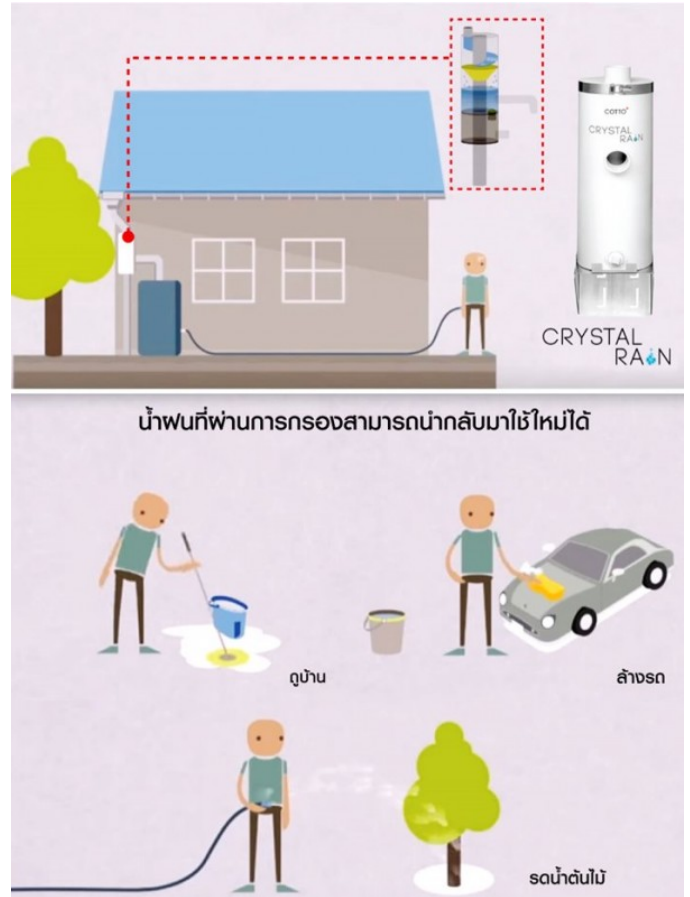 COTTO
CRYSTAL
RAIN
CRYSTAL
RAIN
น้ำฝนที่ผ่านการกรองสามารถนำกลับมาใช้ใหม่ได้
ถูบ้าน
ล้างรถ
รดน้ำต้นไม้